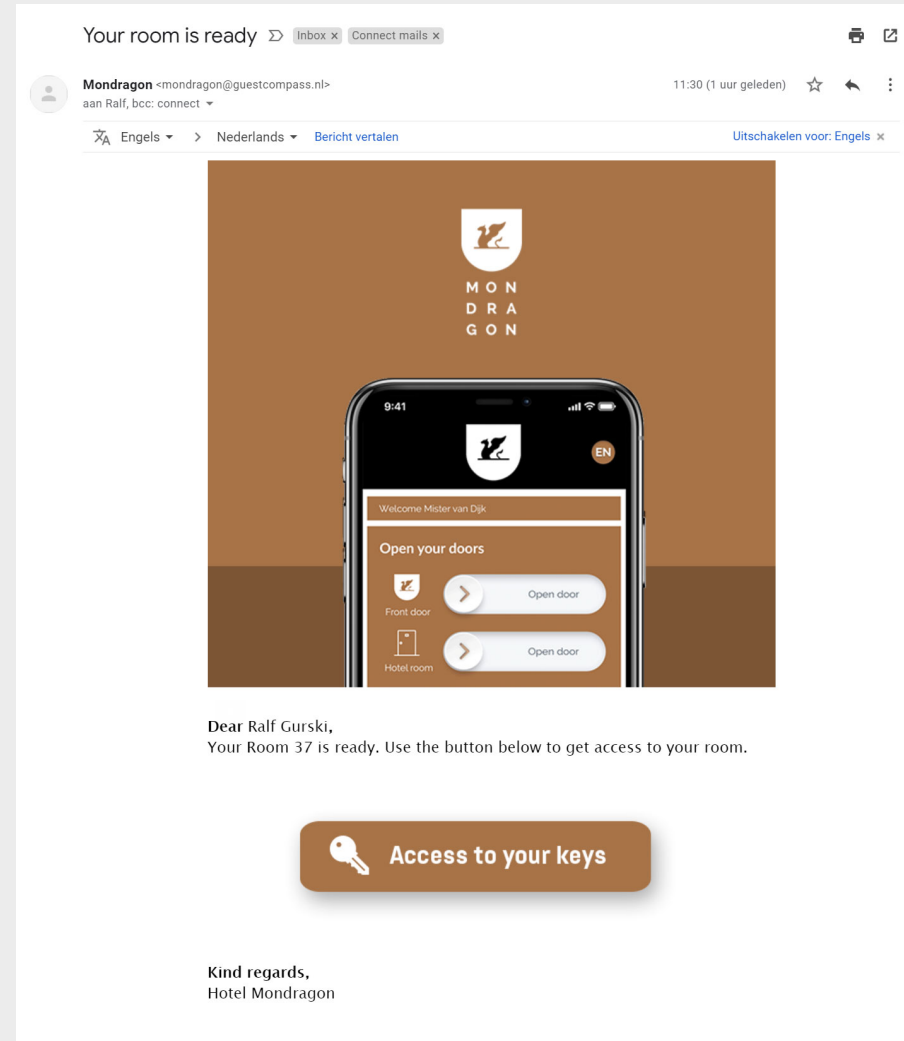 Your room is ready Inbox x Connect mails x
Mondragon <mondragon@guestcompass.nl> 11:30 (1 uur geleden)
aan Ralf, bcc: connect
Engels > Nederlands Bericht vertalen Uitschakelen voor: Engels x
MON
DRA
GON
9:41
EN
Welcome Mister van Dijk
Open your doors
Open door
Front door
Open door
Hotel room
Dear Ralf Gurski,
Your Room 37 is ready. Use the button below to get access to your room.
Access to your keys
Kind regards,
Hotel Mondragon